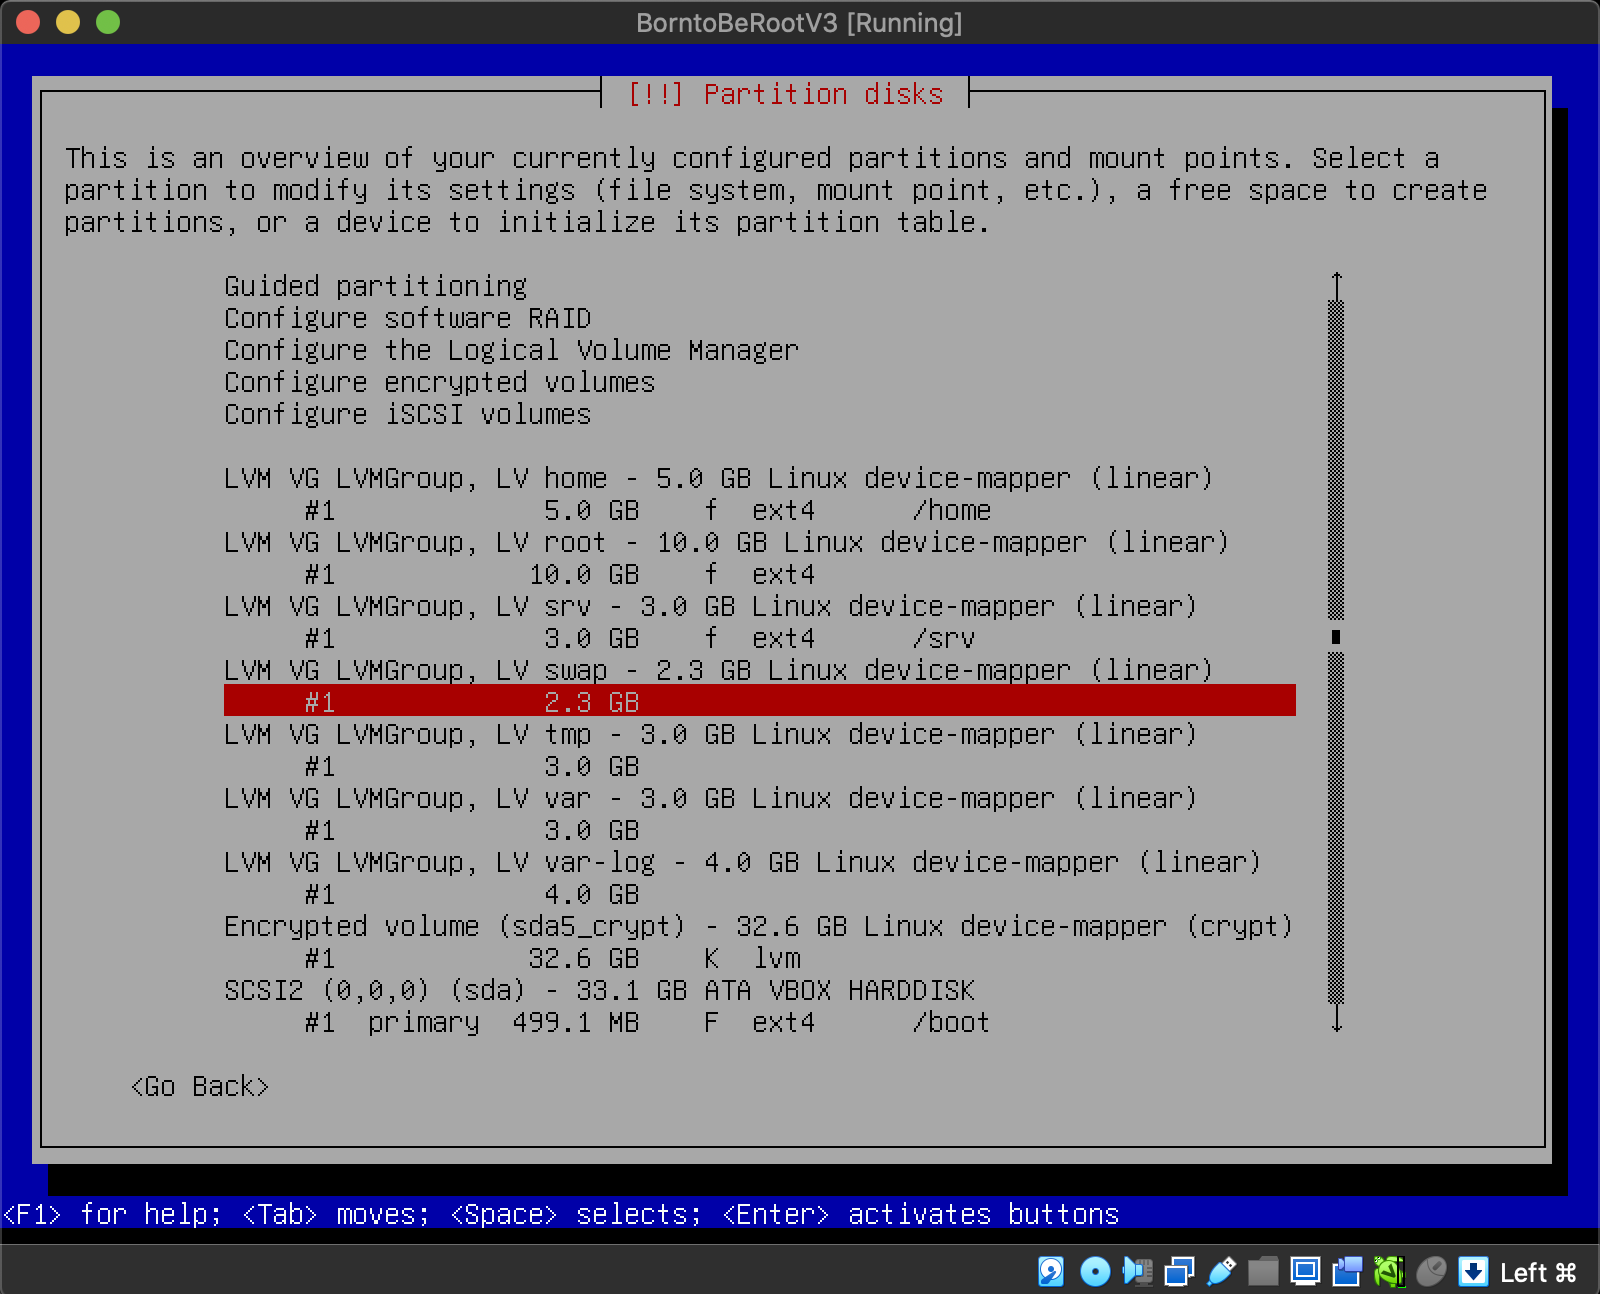 BorntoBeRootV3 [Running]
[!!] Partition disks
This is an overview of your currently configured partitions and mount points. Select a
partition to modify its settings (file system, mount point, etc.), a free space to create
partitions, or a device to initialize its partition table.
Guided partitioning
Configure software RAID
Configure the Logical Volume Manager
Configure encrypted volumes
Configure iSCSI volumes
LVM VG LVMGroup, LV home - 5.0 GB Linux device-mapper (linear)
#1 5.0 GB f ext4 /home
LVM VG LVMGroup, LV root - 10.0 GB Linux device-mapper (linear)
#1 10.0 GB f ext4
LVM VG LVMGroup, LV srv - 3.0 GB Linux device-mapper (linear)
#1 3.0 GB f ext4 /srv
LVM VG LVMGroup, LV swap - 2.3 GB Linux device-mapper (linear)
#1 2.3 GB
LVM VG LVMGroup, LV tmp - 3.0 GB Linux device-mapper (linear)
#1 3.0 GB
LVM VG LVMGroup, LV var - 3.0 GB Linux device-mapper (linear)
#1 3.0 GB
LVM VG LVMGroup, LV var-log - 4.0 GB Linux device-mapper (linear)
#1 4.0 GB
Encrypted volume (sda5_crypt) - 32.6 GB Linux device-mapper (crypt)
#1 32.6 GB K lvm
SCSI2 (0,0,0) (sda) - 33.1 GB ATA VBOX HARDDISK
#1 primary 499.1 MB F ext4 /boot
<Go Back>
<F1> for help; <Tab> moves; <Space> selects; <Enter> activates buttons
Left ⌘